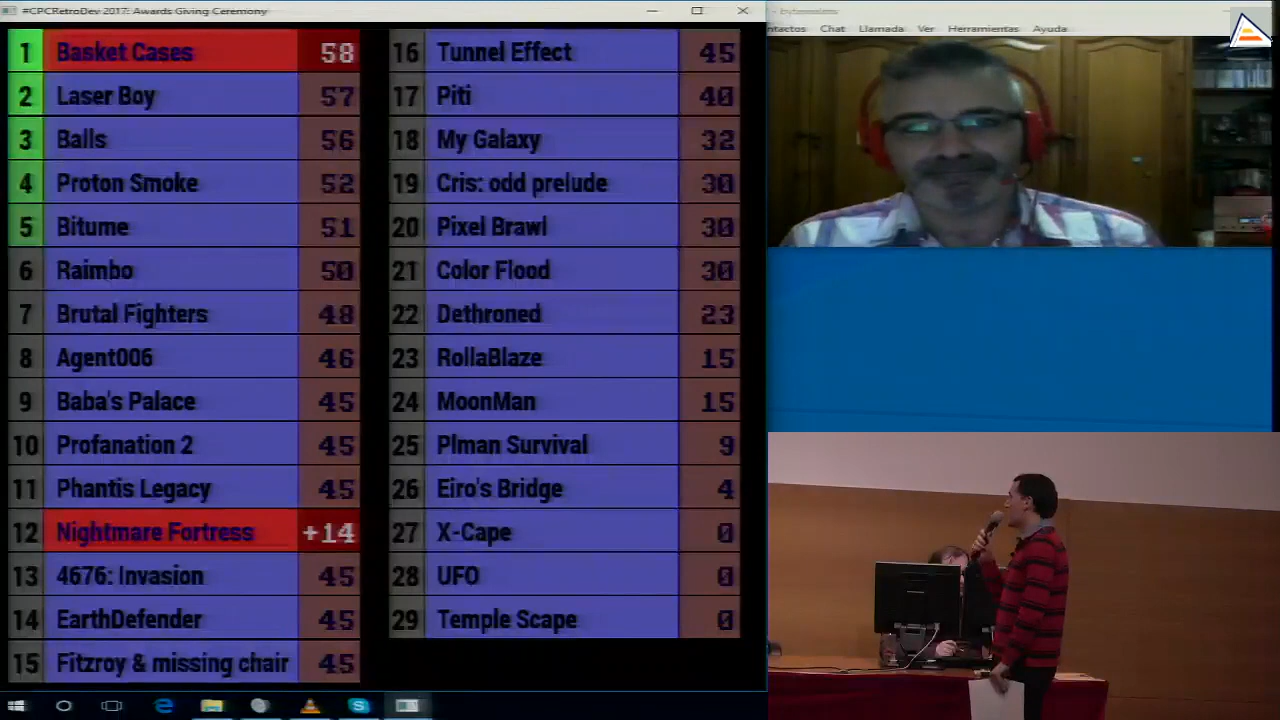 #CPCRetroDev 2017: Awards Giving Ceremony
1 Basket Cases 58
2 Laser Boy 57
3 Balls 56
4 Proton Smoke 52
5 Bitume 51
6 Raimbo 50
7 Brutal Fighters 48
8 Agent006 46
9 Baba's Palace 45
10 Profanation 2 45
11 Phantis Legacy 45
12 Nightmare Fortress +14
13 4676: Invasion 45
14 EarthDefender 45
15 Fitzroy & missing chair 45
16 Tunnel Effect 45
17 Piti 40
18 My Galaxy 32
19 Cris: odd prelude 30
20 Pixel Brawl 30
21 Color Flood 30
22 Dethroned 23
23 RollaBlaze 15
24 MoonMan 15
25 Plman Survival 9
26 Eiro's Bridge 4
27 X-Cape 0
28 UFO 0
29 Temple Scape 0
ntactos Chat Llamada Ver Herramientas Ayuda